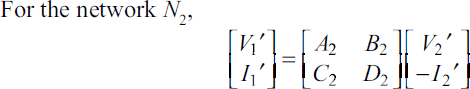 For the network N₂,
[V₁′ I₁′] = [A₂ B₂ C₂ D₂] [V₂′ −I₂′]